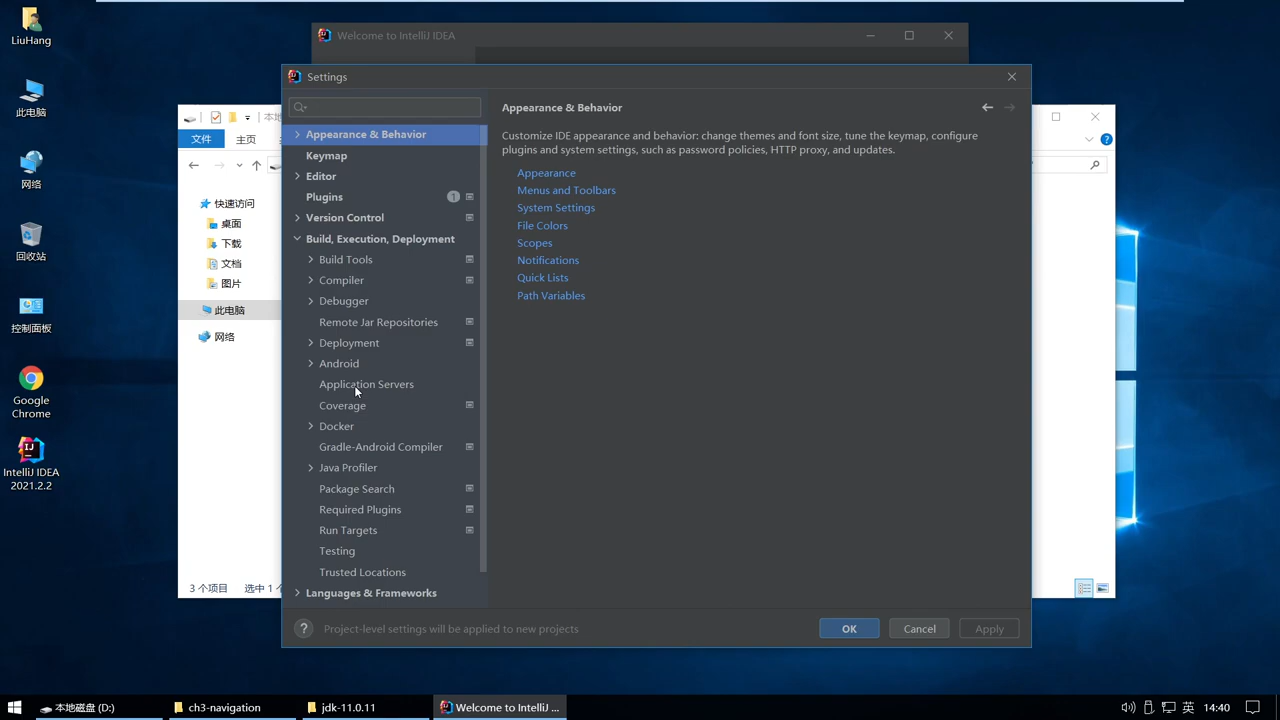 LiuHang
此电脑
网络
回收站
控制面板
Google
Chrome
IntelliJ IDEA
2021.2.2
Welcome to IntelliJ IDEA
文件
主页
快速访问
桌面
下载
文档
图片
此电脑
网络
3 个项目
Settings
Appearance & Behavior
Keymap
Editor
Plugins
1
Version Control
Build, Execution, Deployment
Build Tools
Compiler
Debugger
Remote Jar Repositories
Deployment
Android
Application Servers
Coverage
Docker
Gradle-Android Compiler
Java Profiler
Package Search
Required Plugins
Run Targets
Testing
Trusted Locations
Languages & Frameworks
Appearance & Behavior
Customize IDE appearance and behavior: change themes and font size, tune the keymap, configure
plugins and system settings, such as password policies, HTTP proxy, and updates.
Appearance
Menus and Toolbars
System Settings
File Colors
Scopes
Notifications
Quick Lists
Path Variables
? Project-level settings will be applied to new projects
OK
Cancel
Apply
本地磁盘 (D:)
ch3-navigation
jdk-11.0.11
Welcome to IntelliJ ...
英
14:40